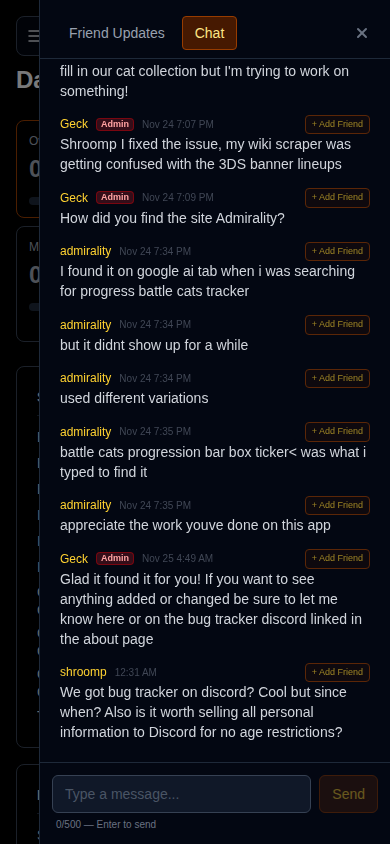 Friend Updates Chat ×
Da
fill in our cat collection but I'm trying to work on
something!
Geck Admin Nov 24 7:07 PM + Add Friend
Shroomp I fixed the issue, my wiki scraper was
getting confused with the 3DS banner lineups
Geck Admin Nov 24 7:09 PM + Add Friend
How did you find the site Admirality?
admirality Nov 24 7:34 PM + Add Friend
I found it on google ai tab when i was searching
for progress battle cats tracker
admirality Nov 24 7:34 PM + Add Friend
but it didnt show up for a while
admirality Nov 24 7:34 PM + Add Friend
used different variations
admirality Nov 24 7:35 PM + Add Friend
battle cats progression bar box ticker< was what i
typed to find it
admirality Nov 24 7:35 PM + Add Friend
appreciate the work youve done on this app
Geck Admin Nov 25 4:49 AM + Add Friend
Glad it found it for you! If you want to see
anything added or changed be sure to let me
know here or on the bug tracker discord linked in
the about page
shroomp 12:31 AM + Add Friend
We got bug tracker on discord? Cool but since
when? Also is it worth selling all personal
information to Discord for no age restrictions?
Type a message... Send
0/500 — Enter to send